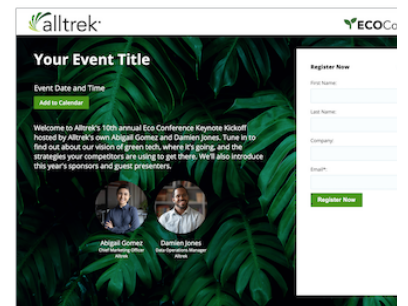 alltrek
ECOCo
Your Event Title
Event Date and Time
Add to Calendar
Welcome to Alltrek's 10th annual Eco Conference Keynote Kickoff
hosted by Alltrek's own Abigail Gomez and Damien Jones. Tune in to
find out about our vision of green tech, where it's going, and the
strategies your competitors are using to get there. We'll also introduce
this year's sponsors and guest presenters.
Abigail Gomez
Chief Marketing Officer
Alltrek
Damien Jones
Data Operations Manager
Alltrek
Register Now
First Name:
Last Name:
Company:
Email*:
Register Now